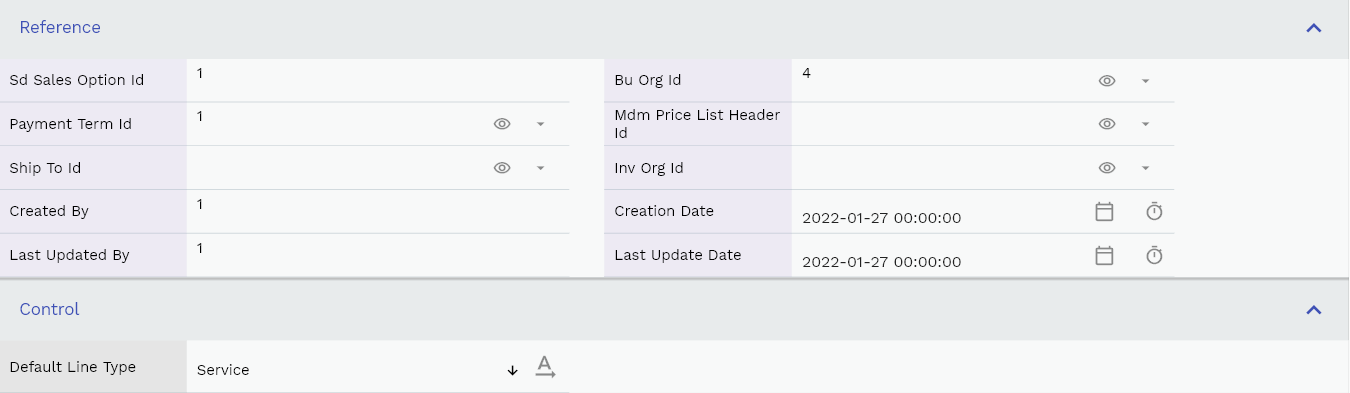 Reference
Sd Sales Option Id 1 Bu Org Id 4
Payment Term Id 1 Mdm Price List Header
Id
Ship To Id Inv Org Id
Created By 1 Creation Date 2022-01-27 00:00:00
Last Updated By 1 Last Update Date 2022-01-27 00:00:00
Control
Default Line Type Service